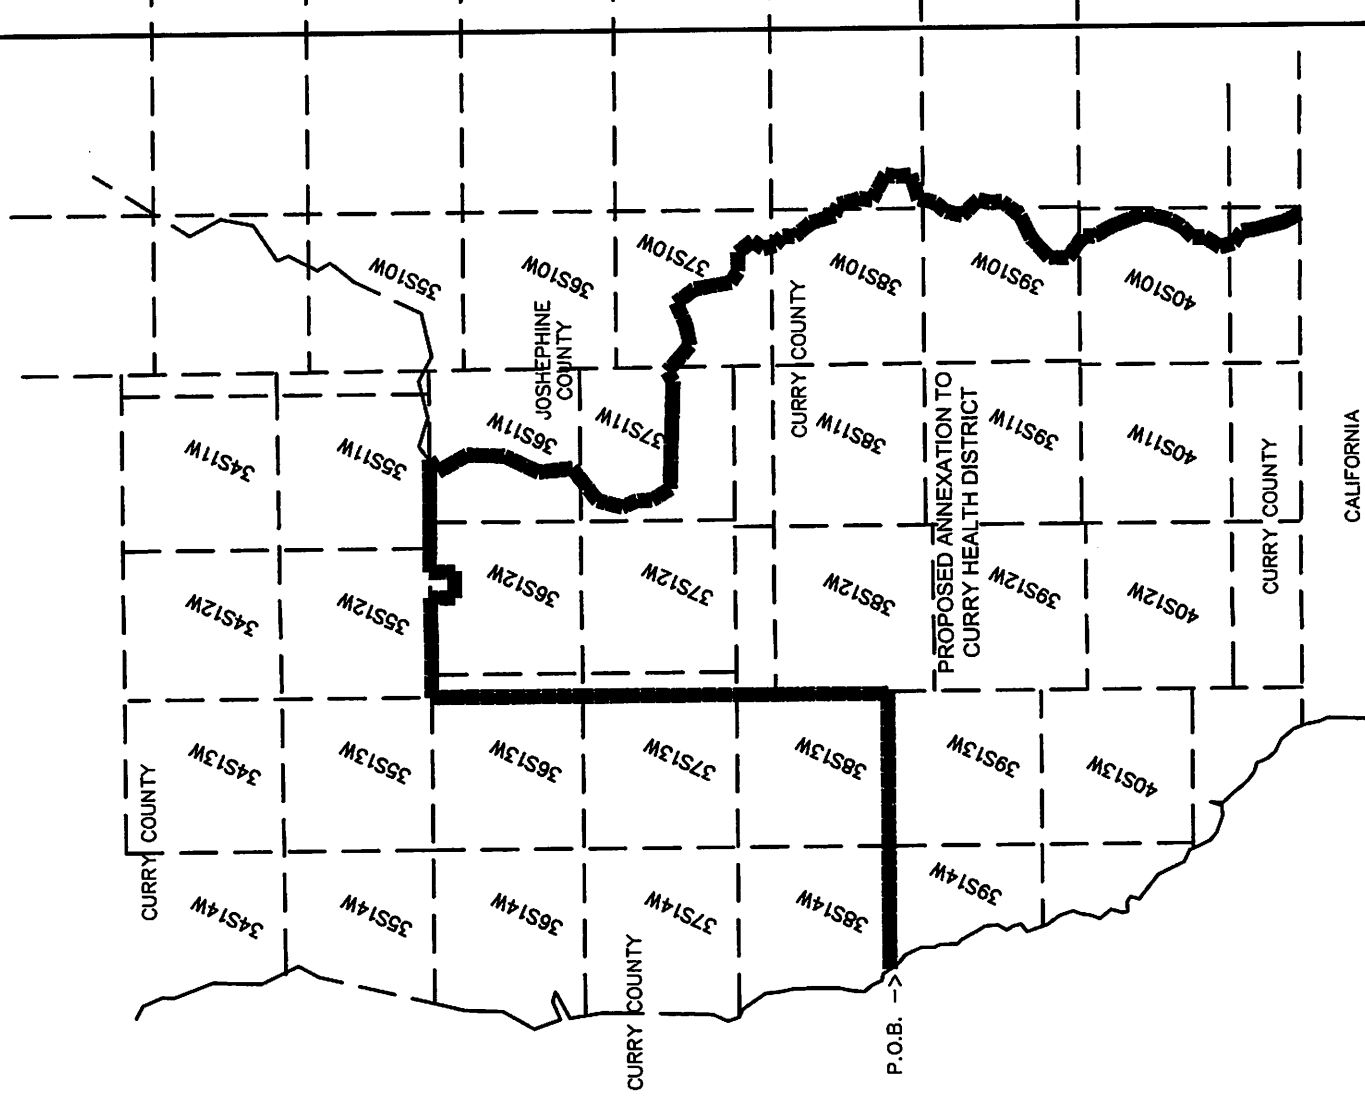 35S10W
36S10W
37S10W
38S10W
39S10W
40S10W
JOSHEPHINE
COUNTY
CURRY COUNTY
34S11W
35S11W
36S11W
37S11W
38S11W
39S11W
40S11W
PROPOSED ANNEXATION TO
CURRY HEALTH DISTRICT
CURRY COUNTY
CALIFORNIA
34S12W
35S12W
36S12W
37S12W
38S12W
39S12W
40S12W
34S13W
35S13W
36S13W
37S13W
38S13W
39S13W
40S13W
CURRY COUNTY
34S14W
35S14W
36S14W
37S14W
38S14W
39S14W
CURRY COUNTY
P.O.B. -->